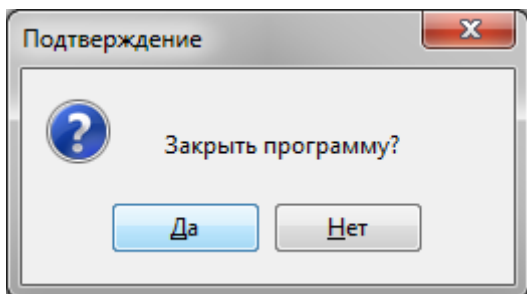 Подтверждение
Закрыть программу?
Да
Нет